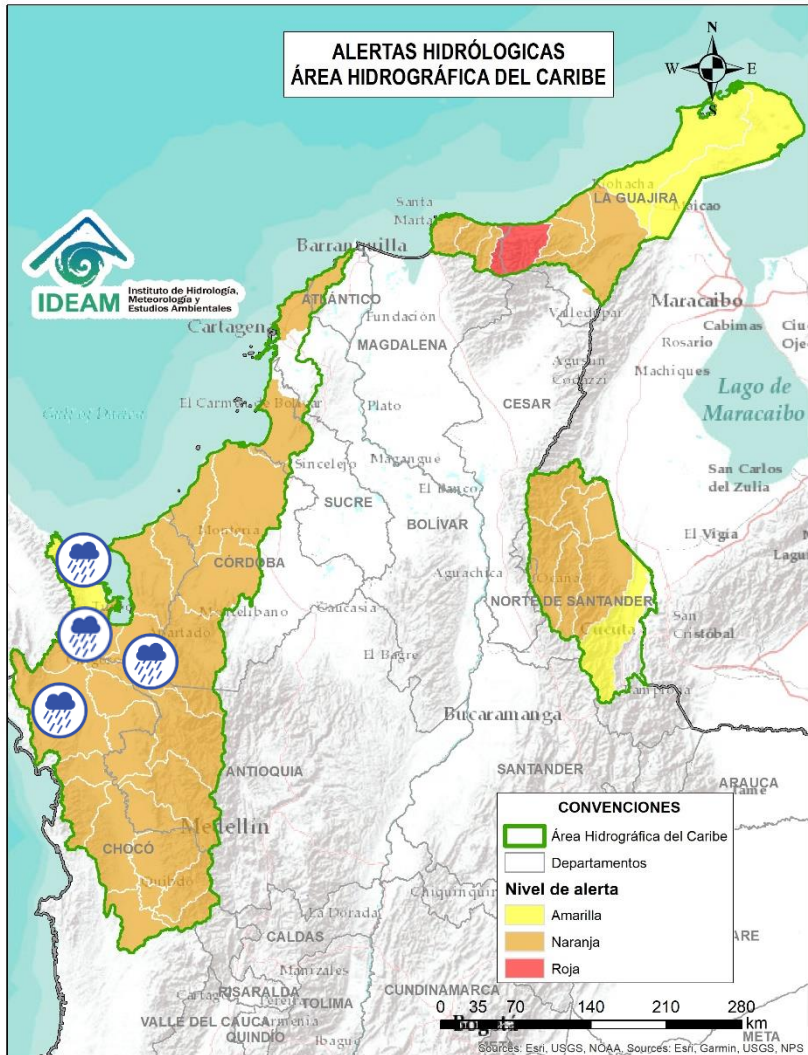 ALERTAS HIDRÓLOGICAS
ÁREA HIDROGRÁFICA DEL CARIBE
N
W
E
S
Riohacha
LA GUAJIRA
Maicao
Santa
Marta
Barranquilla
IDEAM
Instituto de Hidrología,
Meteorología y
Estudios Ambientales
ATLÁNTICO
Maracaibo
Cartagen
Fundación
Valledupar
Cabimas
MAGDALENA
Rosario
Agustín
Codazzi
Machiques
El Carmen de Bolívar
Plato
CESAR
Lago de
Maracaibo
Sincelejo
Magangué
San Carlos
del Zulia
SUCRE
El Banco
Montería
BOLÍVAR
El Vigía
CÓRDOBA
Aguachica
Ocaña
NORTE DE SANTANDER
Caucasia
San
Cristóbal
Cúcuta
El Bagre
Pamplona
Bucaramanga
ANTIOQUIA
SANTANDER
ARAUCA
Medellín
CHOCÓ
Quibdó
CONVENCIONES
Área Hidrográfica del Caribe
Departamentos
Nivel de alerta
Amarilla
Naranja
Roja
La Dorada
CALDAS
Manizales
RISARALDA
TOLIMA
CUNDINAMARCA
VALLE DEL CAUCA
Armenia
QUINDÍO
Ibague
Bogotá
META
0 35 70 140 210 280
km
Sources: Esri, USGS, NOAA, Sources: Esri, Garmin, USGS, NPS